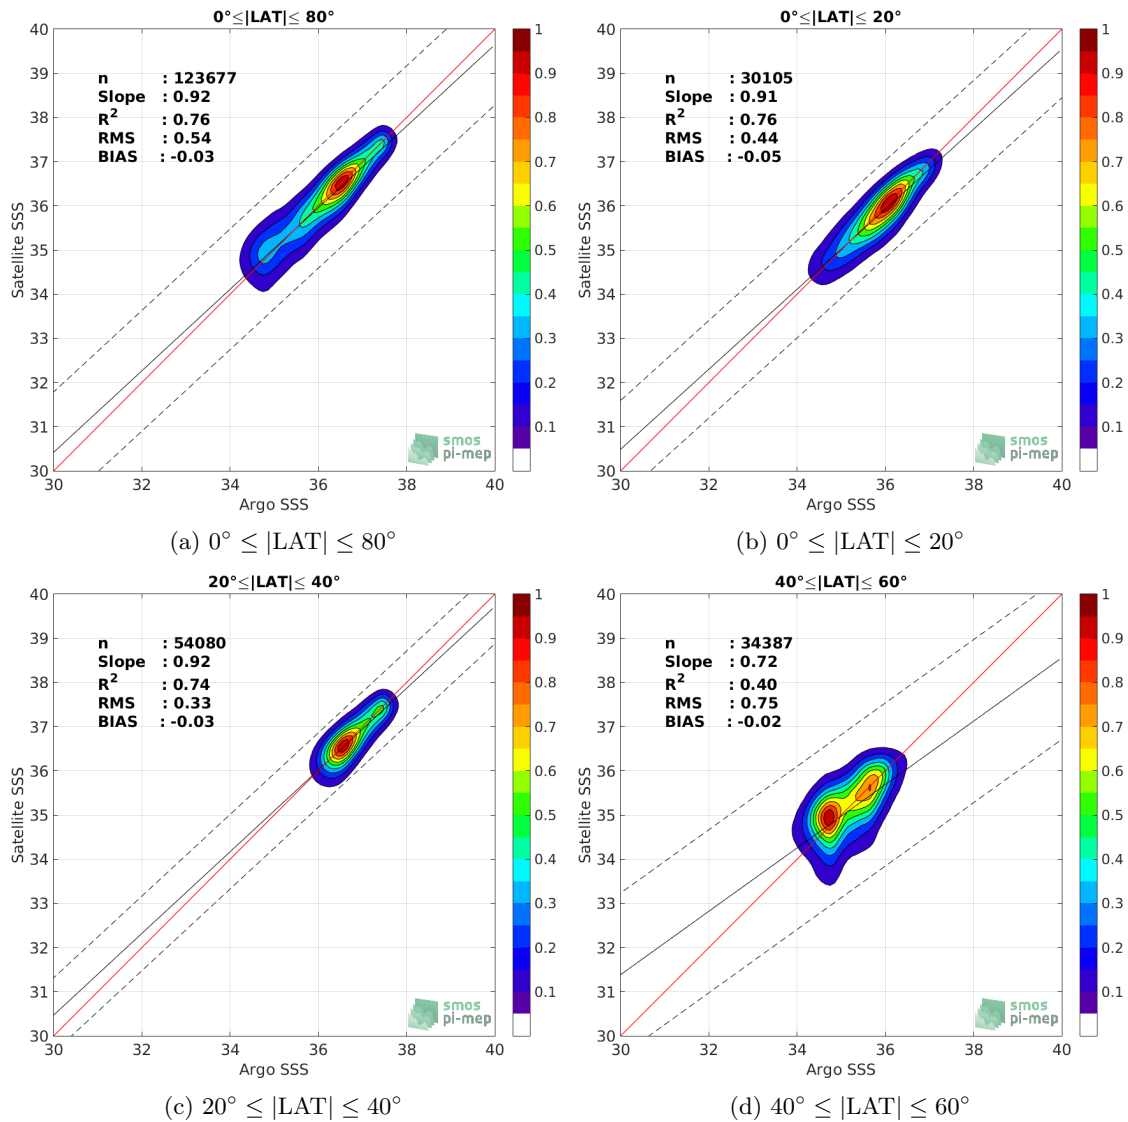 0°≤|LAT|≤ 80°
n : 123677
Slope : 0.92
R² : 0.76
RMS : 0.54
BIAS : -0.03
Satellite SSS
40
39
38
37
36
35
34
33
32
31
30
30 32 34 36 38 40
Argo SSS
1
0.9
0.8
0.7
0.6
0.5
0.4
0.3
0.2
0.1
smos
pi-mep
(a) 0° ≤ |LAT| ≤ 80°
0°≤|LAT|≤ 20°
n : 30105
Slope : 0.91
R² : 0.76
RMS : 0.44
BIAS : -0.05
Satellite SSS
40
39
38
37
36
35
34
33
32
31
30
30 32 34 36 38 40
Argo SSS
1
0.9
0.8
0.7
0.6
0.5
0.4
0.3
0.2
0.1
smos
pi-mep
(b) 0° ≤ |LAT| ≤ 20°
20°≤|LAT|≤ 40°
n : 54080
Slope : 0.92
R² : 0.74
RMS : 0.33
BIAS : -0.03
Satellite SSS
40
39
38
37
36
35
34
33
32
31
30
30 32 34 36 38 40
Argo SSS
1
0.9
0.8
0.7
0.6
0.5
0.4
0.3
0.2
0.1
smos
pi-mep
(c) 20° ≤ |LAT| ≤ 40°
40°≤|LAT|≤ 60°
n : 34387
Slope : 0.72
R² : 0.40
RMS : 0.75
BIAS : -0.02
Satellite SSS
40
39
38
37
36
35
34
33
32
31
30
30 32 34 36 38 40
Argo SSS
1
0.9
0.8
0.7
0.6
0.5
0.4
0.3
0.2
0.1
smos
pi-mep
(d) 40° ≤ |LAT| ≤ 60°